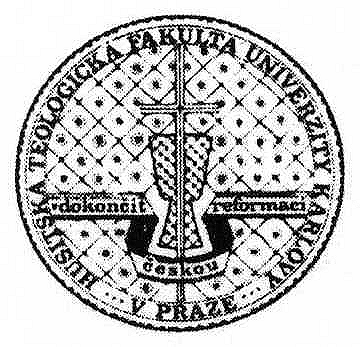 HUSITSKÁ TEOLOGICKÁ FAKULTA UNIVERZITY KARLOVY
... V PRAZE ...
dokončit reformaci
českou